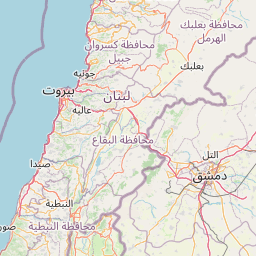 محافظة بعلبك
الهرمل
محافظة كسروان
جبيل
بعلبك
جونيه
لبنان
بيروت
عاليه
محافظة البقاع
صيدا
التل
دمشق
النبطية
محافظة النبطية
صور